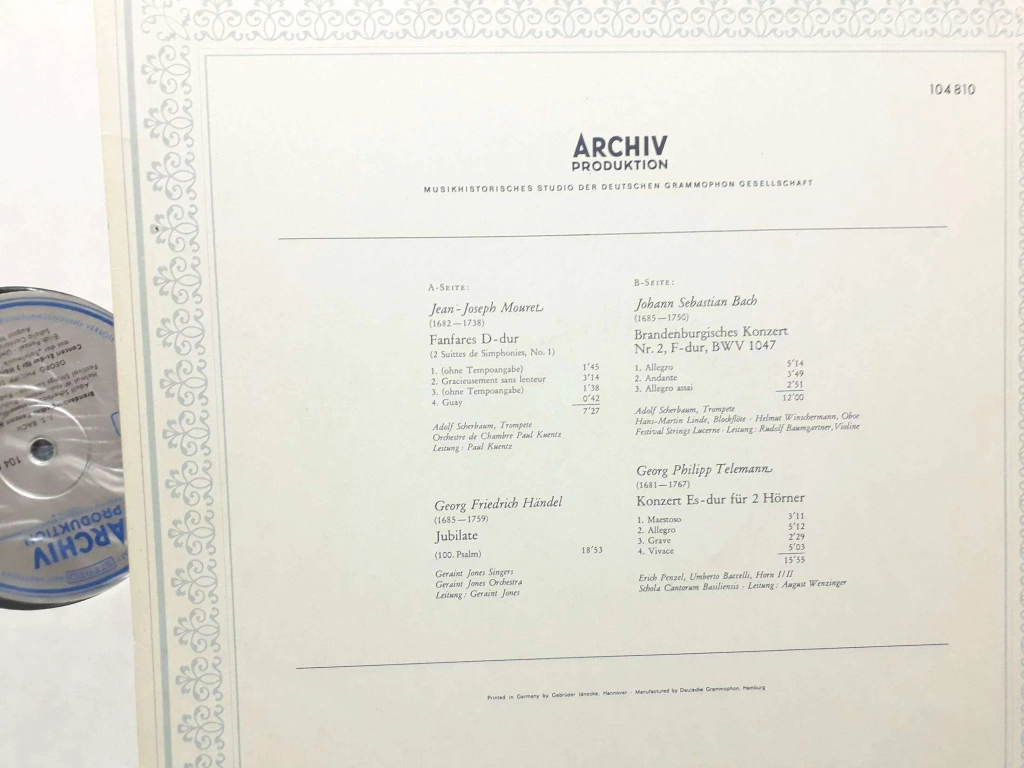 104 810
ARCHIV
PRODUKTION
MUSIKHISTORISCHES STUDIO DER DEUTSCHEN GRAMMOPHON GESELLSCHAFT
A-SEITE:
Jean-Joseph Mouret
(1682—1738)
Fanfares D-dur
(2 Suittes de Simphonies, No. 1)
1. (ohne Tempoangabe) 1'45
2. Gracieusement sans lenteur 3'14
3. (ohne Tempoangabe) 1'38
4. Guay 0'42
7'27
Adolf Scherbaum, Trompete
Orchestre de Chambre Paul Kuentz
Leitung: Paul Kuentz
Georg Friedrich Händel
(1685—1759)
Jubilate
(100. Psalm) 18'53
Geraint Jones Singers
Geraint Jones Orchestra
Leitung: Geraint Jones
B-SEITE:
Johann Sebastian Bach
(1685—1750)
Brandenburgisches Konzert
Nr. 2, F-dur, BWV 1047
1. Allegro 5'14
2. Andante 3'49
3. Allegro assai 2'51
12'00
Adolf Scherbaum, Trompete
Hans-Martin Linde, Blockflöte · Helmut Winschermann, Oboe
Festival Strings Lucerne · Leitung: Rudolf Baumgartner, Violine
Georg Philipp Telemann
(1681—1767)
Konzert Es-dur für 2 Hörner
1. Maestoso 3'11
2. Allegro 5'12
3. Grave 2'29
4. Vivace 5'03
15'55
Erich Penzel, Umberto Baccelli, Horn I/II
Schola Cantorum Basiliensis · Leitung: August Wenzinger
Printed in Germany by Gebrüder Jänecke, Hannover · Manufactured by Deutsche Grammophon, Hamburg
J. S. BACH
104
ARCHIV
PRODUKTION